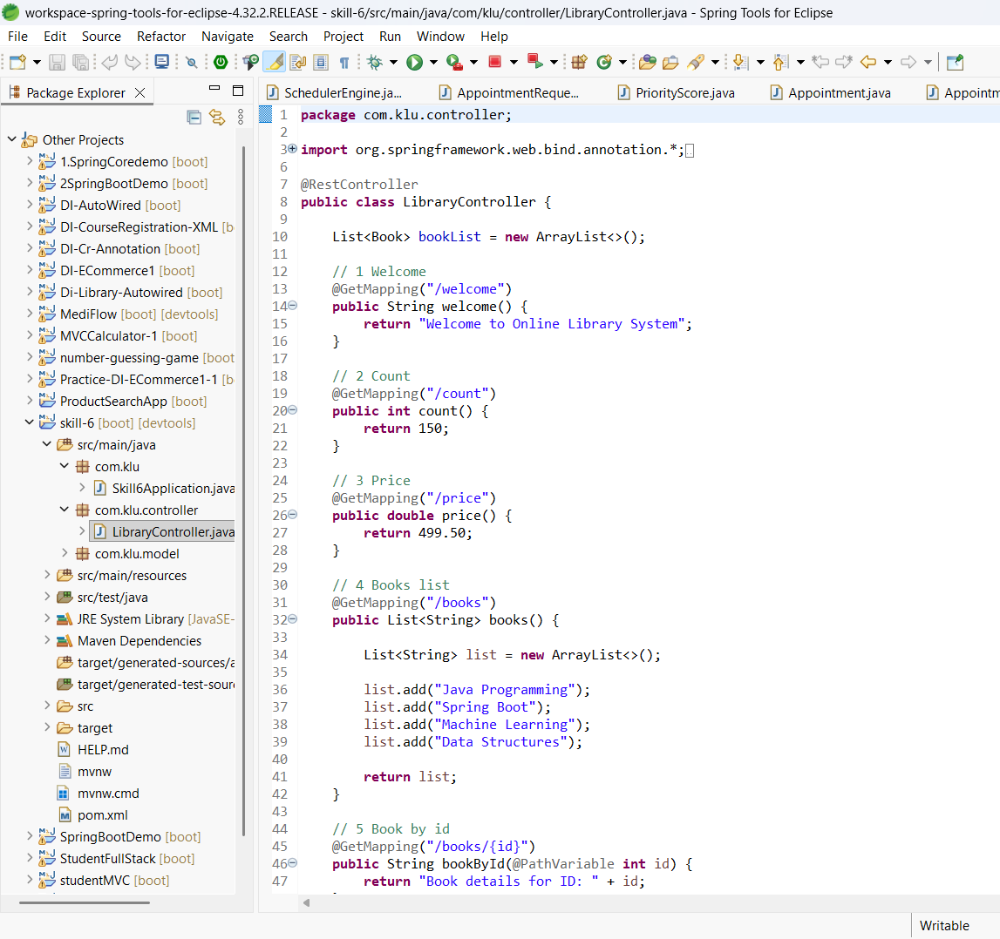 workspace-spring-tools-for-eclipse-4.32.2.RELEASE - skill-6/src/main/java/com/klu/controller/LibraryController.java - Spring Tools for Eclipse
File Edit Source Refactor Navigate Search Project Run Window Help
Package Explorer
Other Projects
1.SpringCoredemo [boot]
2SpringBootDemo [boot]
DI-AutoWired [boot]
DI-CourseRegistration-XML [b
DI-Cr-Annotation [boot]
DI-ECommerce1 [boot]
Di-Library-Autowired [boot]
MediFlow [boot] [devtools]
MVCCalculator-1 [boot]
number-guessing-game [boot
Practice-DI-ECommerce1-1 [b
ProductSearchApp [boot]
skill-6 [boot] [devtools]
src/main/java
com.klu
Skill6Application.java
com.klu.controller
LibraryController.java
com.klu.model
src/main/resources
src/test/java
JRE System Library [JavaSE-
Maven Dependencies
target/generated-sources/a
target/generated-test-sour
src
target
HELP.md
mvnw
mvnw.cmd
pom.xml
SpringBootDemo [boot]
StudentFullStack [boot]
studentMVC [boot]
SchedulerEngine.ja... AppointmentReque... PriorityScore.java Appointment.java Appointm
1 package com.klu.controller;
2
3 import org.springframework.web.bind.annotation.*;
6
7 @RestController
8 public class LibraryController {
9
10 List<Book> bookList = new ArrayList<>();
11
12 // 1 Welcome
13 @GetMapping("/welcome")
14 public String welcome() {
15 return "Welcome to Online Library System";
16 }
17
18 // 2 Count
19 @GetMapping("/count")
20 public int count() {
21 return 150;
22 }
23
24 // 3 Price
25 @GetMapping("/price")
26 public double price() {
27 return 499.50;
28 }
29
30 // 4 Books list
31 @GetMapping("/books")
32 public List<String> books() {
33
34 List<String> list = new ArrayList<>();
35
36 list.add("Java Programming");
37 list.add("Spring Boot");
38 list.add("Machine Learning");
39 list.add("Data Structures");
40
41 return list;
42 }
43
44 // 5 Book by id
45 @GetMapping("/books/{id}")
46 public String bookById(@PathVariable int id) {
47 return "Book details for ID: " + id;
Writable